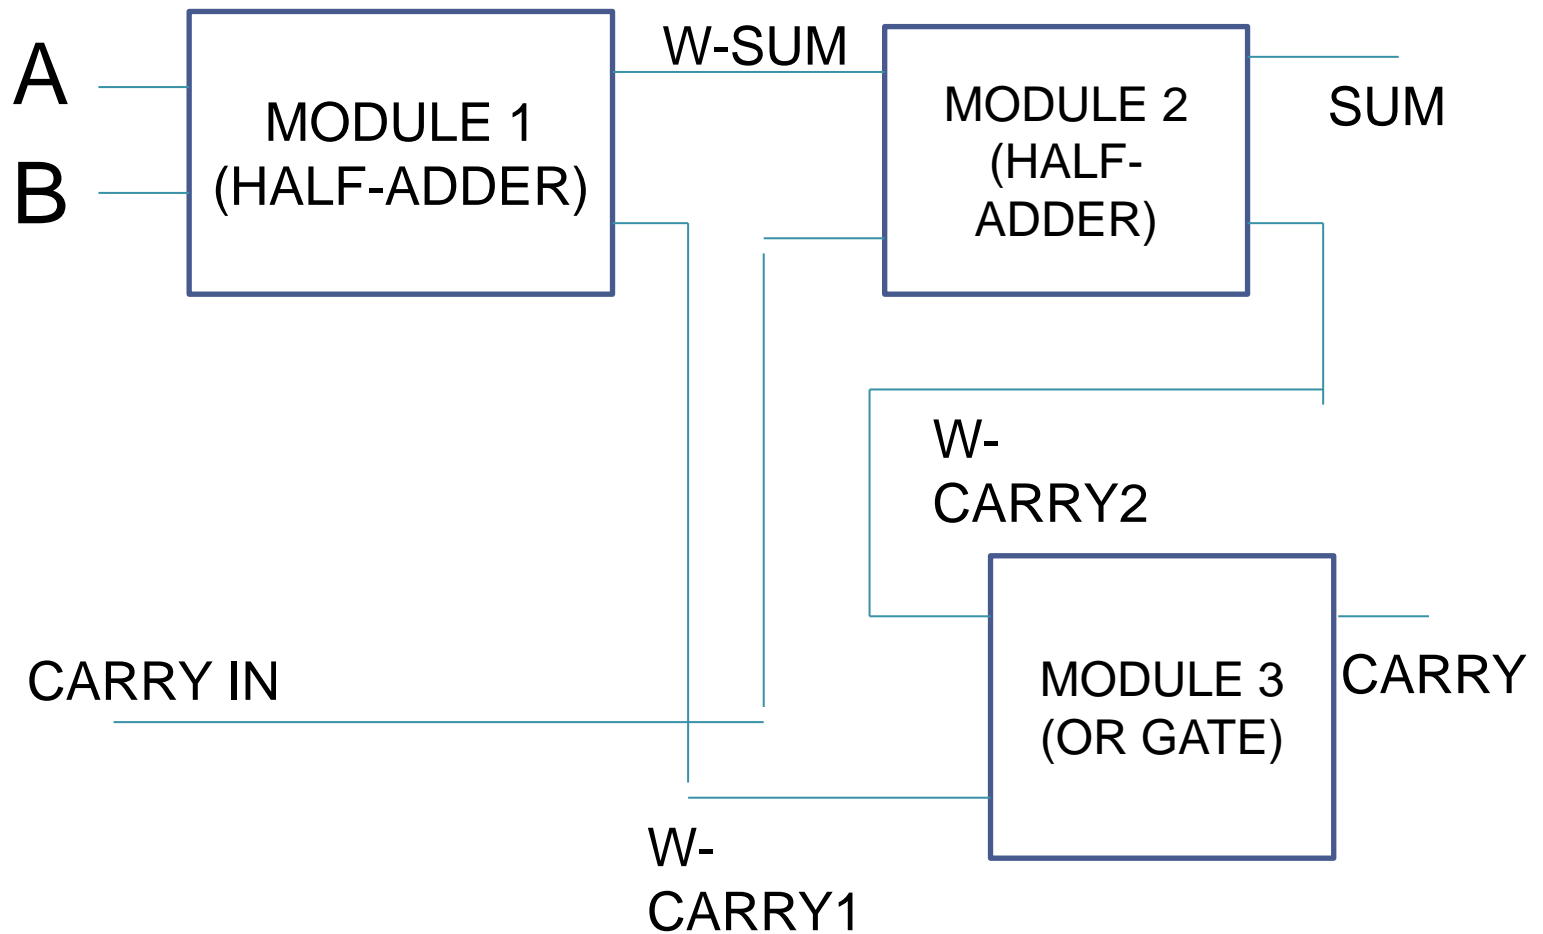 A
B
MODULE 1
(HALF-ADDER)
W-SUM
MODULE 2
(HALF-
ADDER)
SUM
W-
CARRY2
CARRY IN
MODULE 3
(OR GATE)
CARRY
W-
CARRY1